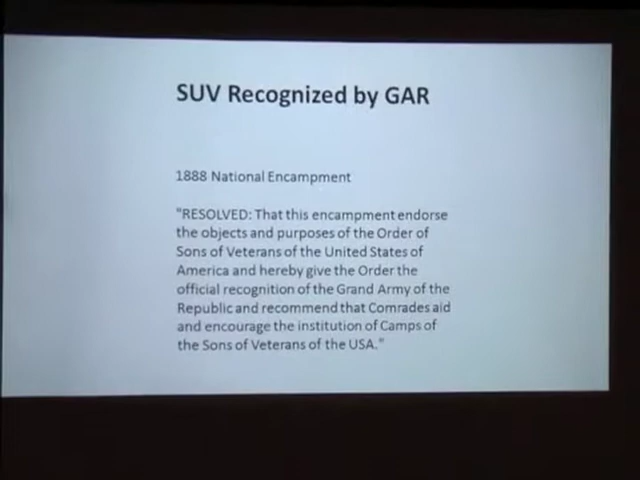 SUV Recognized by GAR
1888 National Encampment
"RESOLVED: That this encampment endorse
the objects and purposes of the Order of
Sons of Veterans of the United States of
America and hereby give the Order the
official recognition of the Grand Army of the
Republic and recommend that Comrades aid
and encourage the institution of Camps of
the Sons of Veterans of the USA."